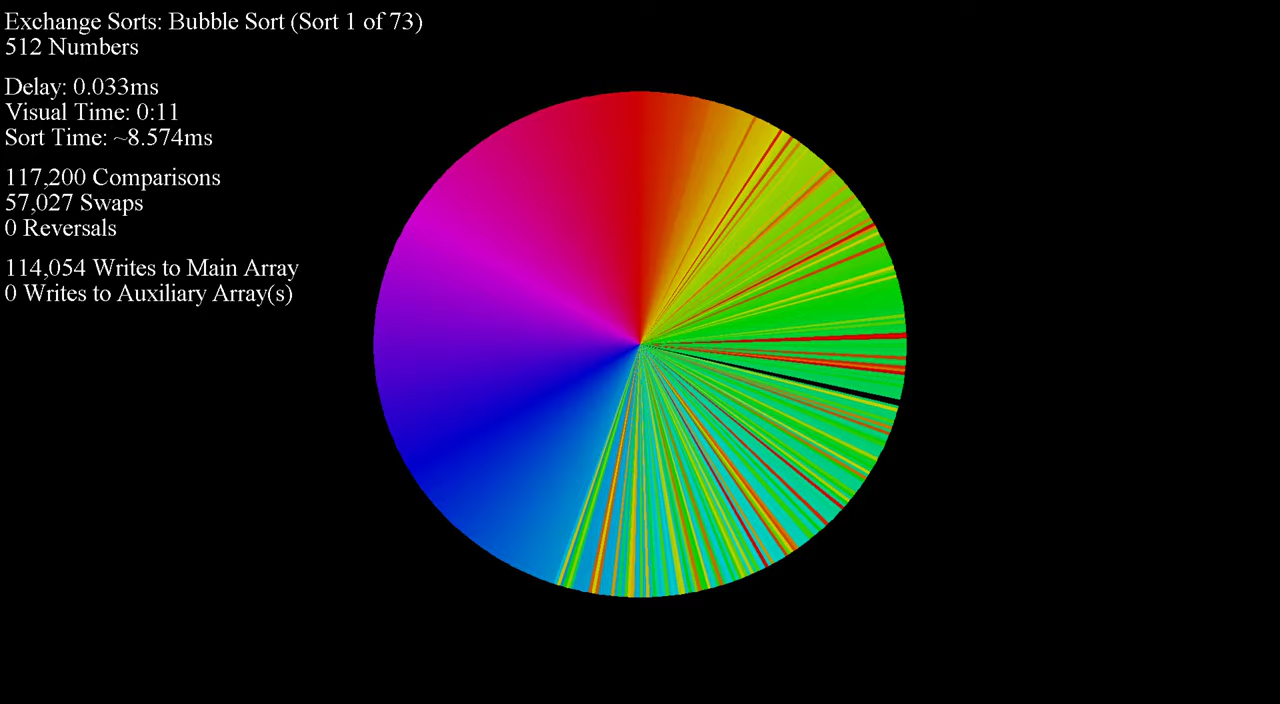 Exchange Sorts: Bubble Sort (Sort 1 of 73)
512 Numbers
Delay: 0.033ms
Visual Time: 0:11
Sort Time: ~8.574ms
117,200 Comparisons
57,027 Swaps
0 Reversals
114,054 Writes to Main Array
0 Writes to Auxiliary Array(s)